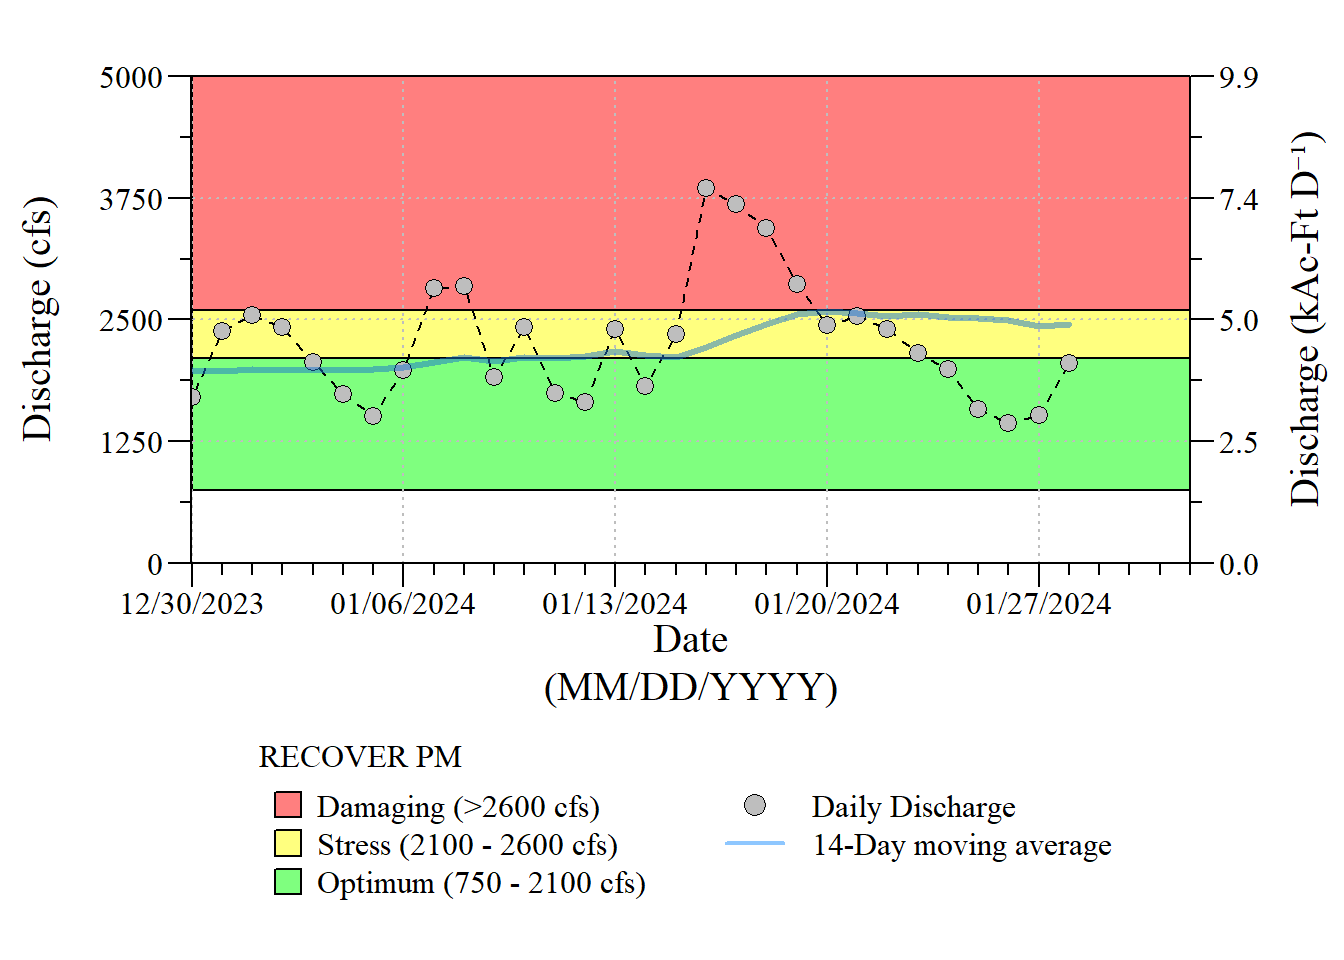 5000
3750
2500
1250
0
Discharge (cfs)
9.9
7.4
5.0
2.5
0.0
Discharge (kAc-Ft D⁻¹)
12/30/2023
01/06/2024
01/13/2024
01/20/2024
01/27/2024
Date
(MM/DD/YYYY)
RECOVER PM
Damaging (>2600 cfs)
Stress (2100 - 2600 cfs)
Optimum (750 - 2100 cfs)
Daily Discharge
14-Day moving average